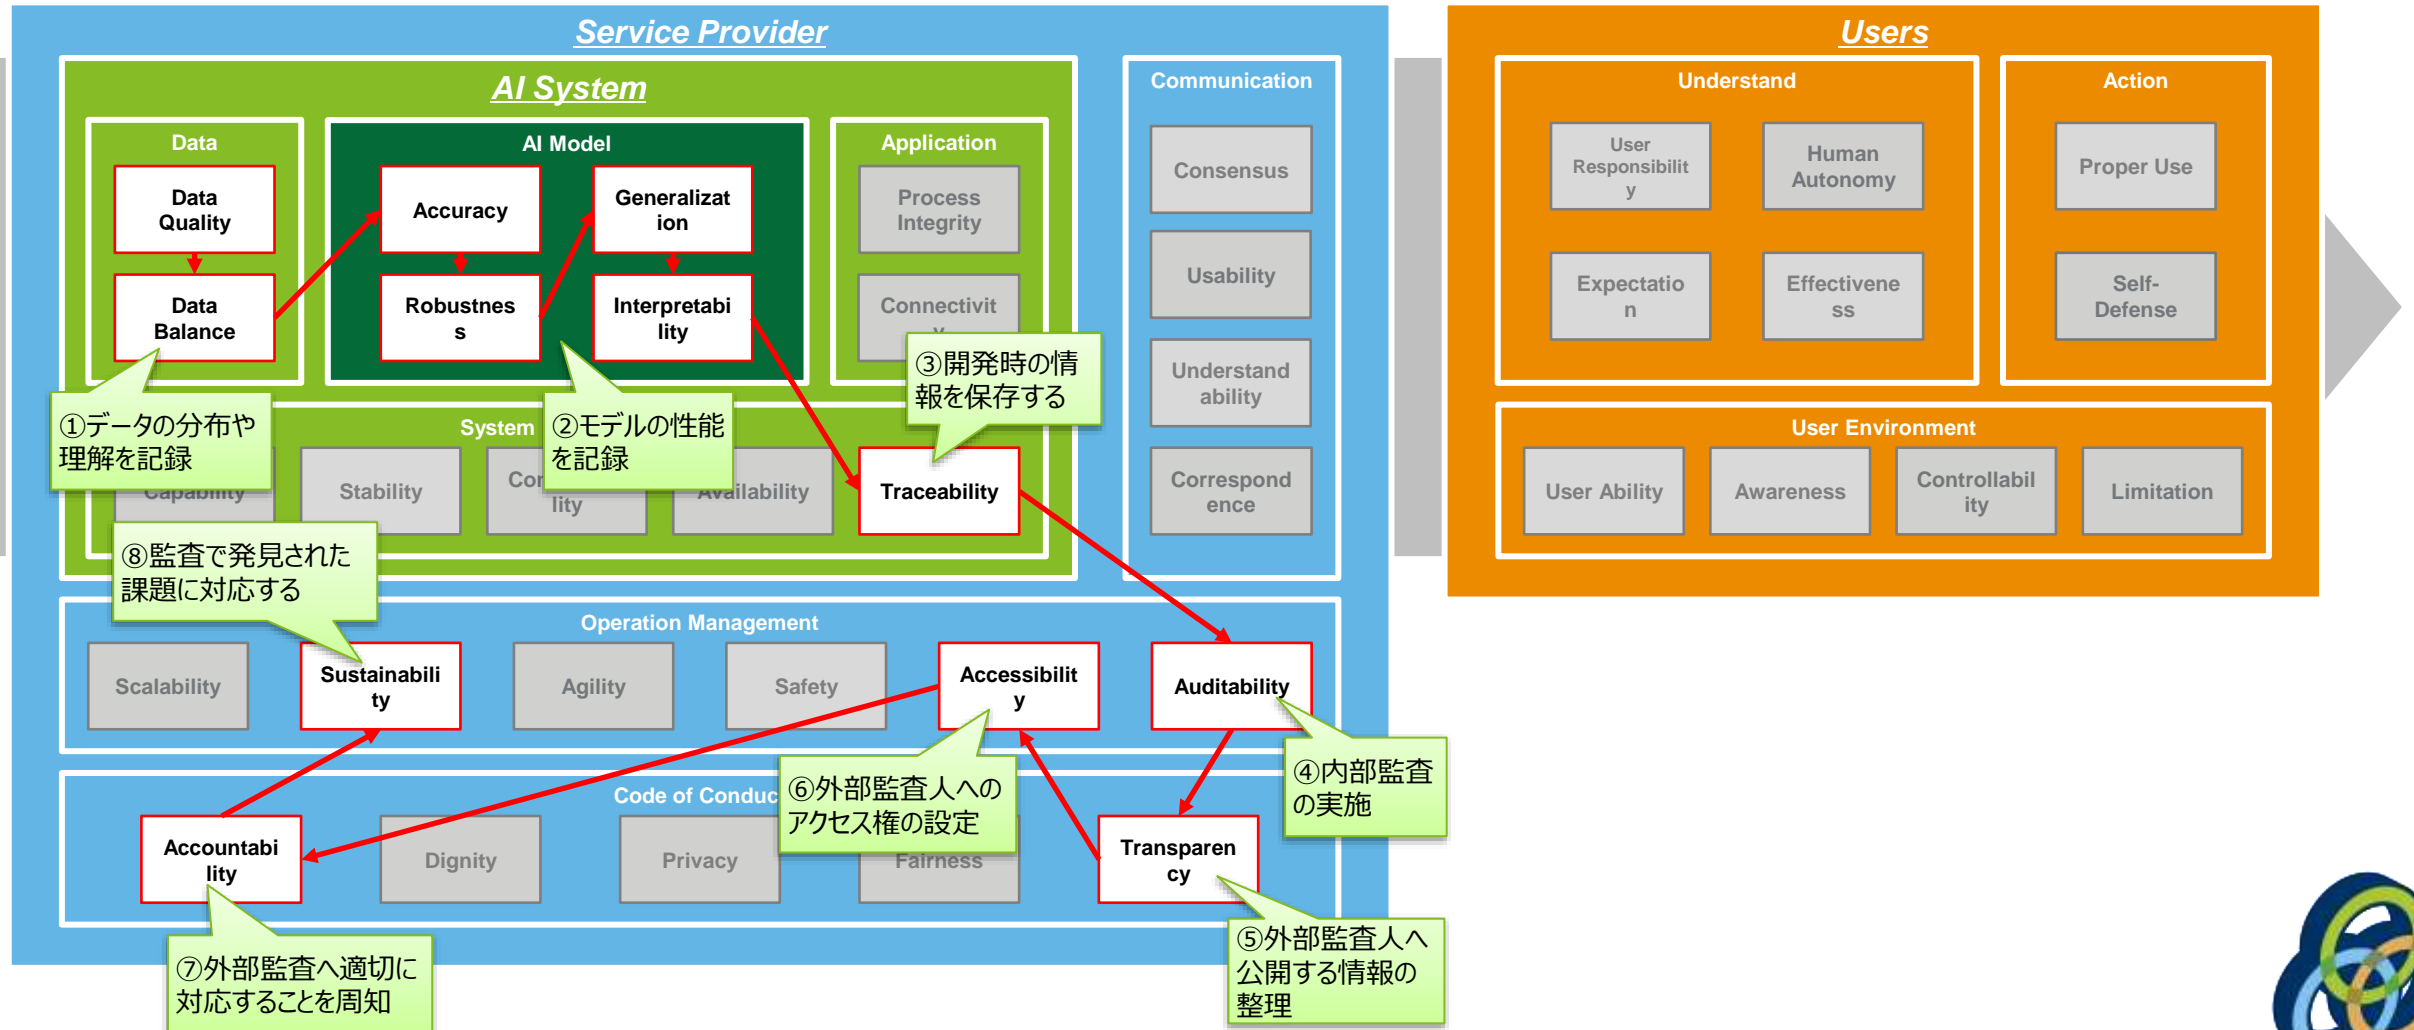 Service Provider
AI System
Data
Data
Quality
Data
Balance
AI Model
Accuracy
Robustnes
s
Generalizat
ion
Interpretabi
lity
Application
Process
Integrity
Connectivit
①データの分布や
理解を記録
②モデルの性能
を記録
③開発時の情
報を保存する
System
Capability
Stability
lity
Availability
Traceability
Communication
Consensus
Usability
Understand
ability
Correspond
ence
⑧監査で発見された
課題に対応する
Operation Management
Scalability
Sustainabili
ty
Agility
Safety
Accessibilit
y
Auditability
④内部監査
の実施
⑥外部監査人への
アクセス権の設定
Code of Conduc
Accountabi
lity
Dignity
Privacy
Fairness
Transparen
cy
⑤外部監査人へ
公開する情報の
整理
⑦外部監査へ適切に
対応することを周知
Users
Understand
User
Responsibilit
y
Human
Autonomy
Expectatio
n
Effectivene
ss
Action
Proper Use
Self-
Defense
User Environment
User Ability
Awareness
Controllabil
ity
Limitation